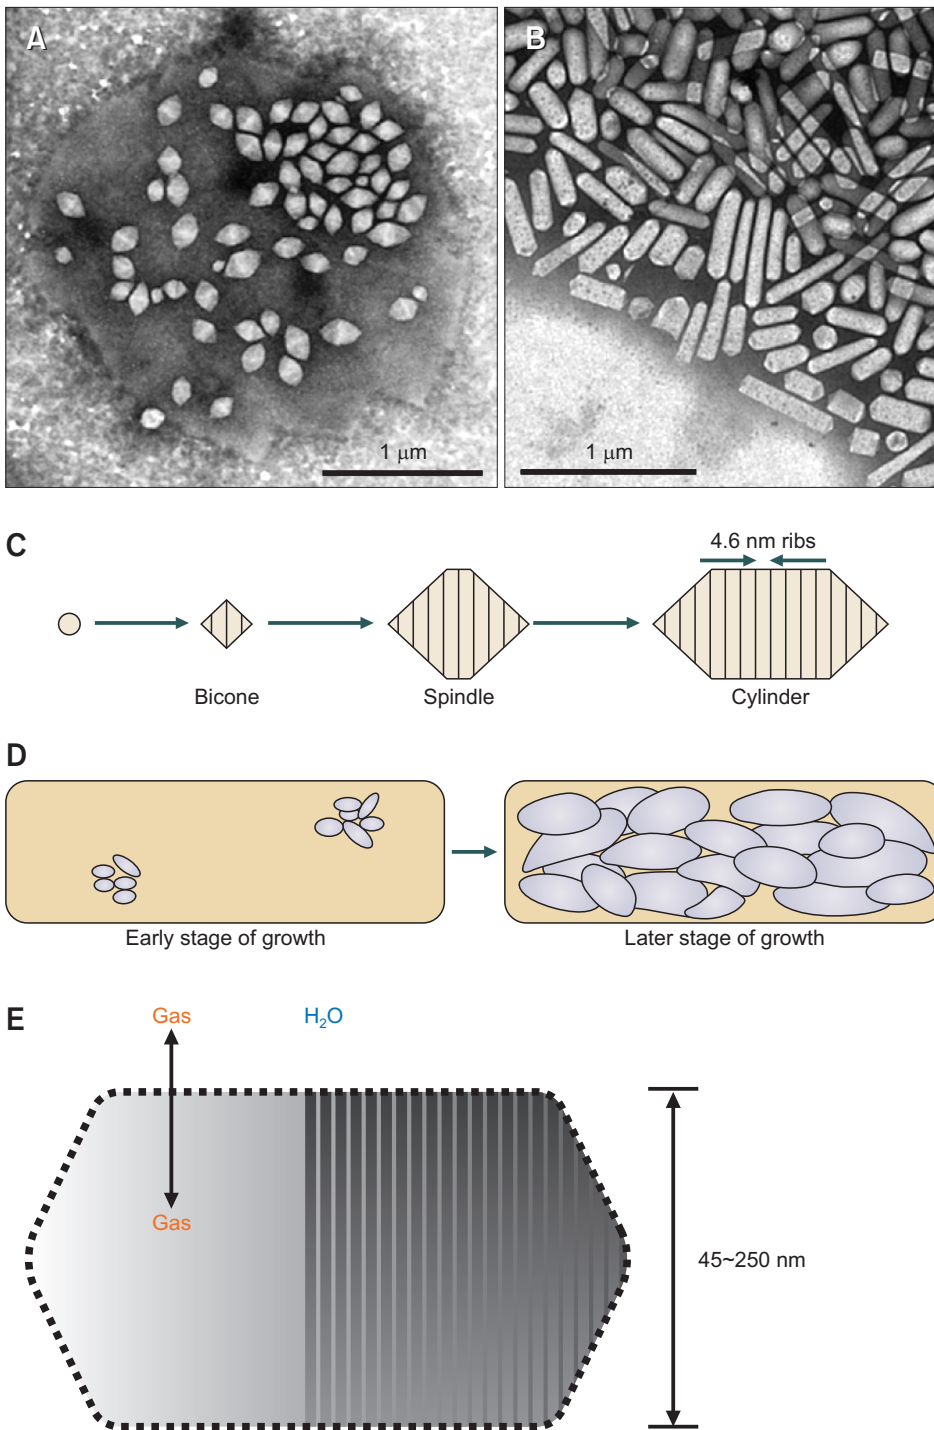 A
B
1 μm
1 μm
C
4.6 nm ribs
Bicone
Spindle
Cylinder
D
Early stage of growth
Later stage of growth
E
Gas
H₂O
Gas
45~250 nm